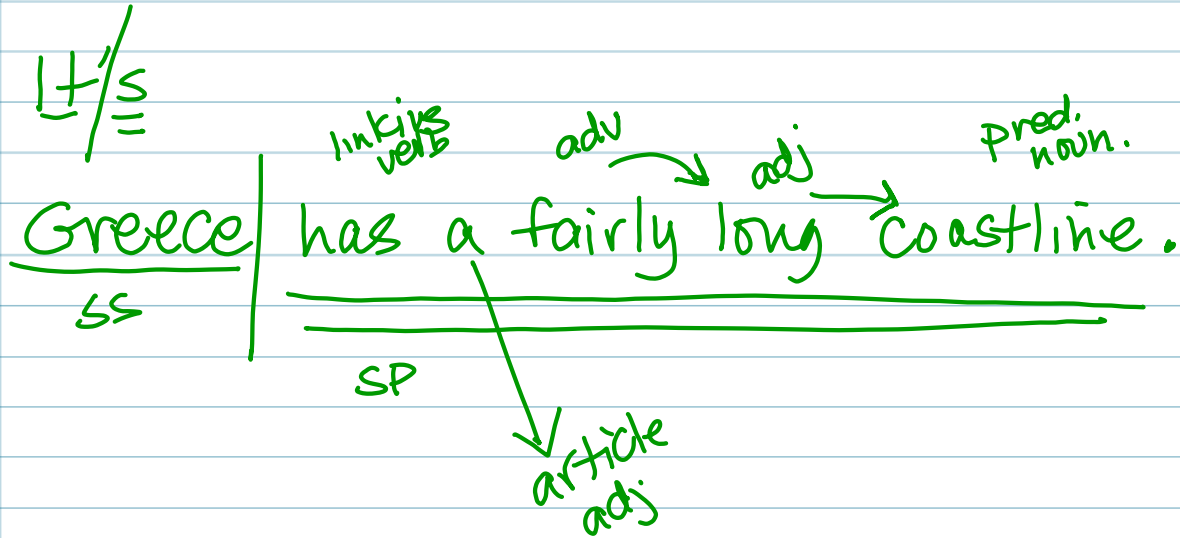 It's
linking verb
adv
adj
pred. noun.
Greece has a fairly long coastline.
ss
SP
article
adj